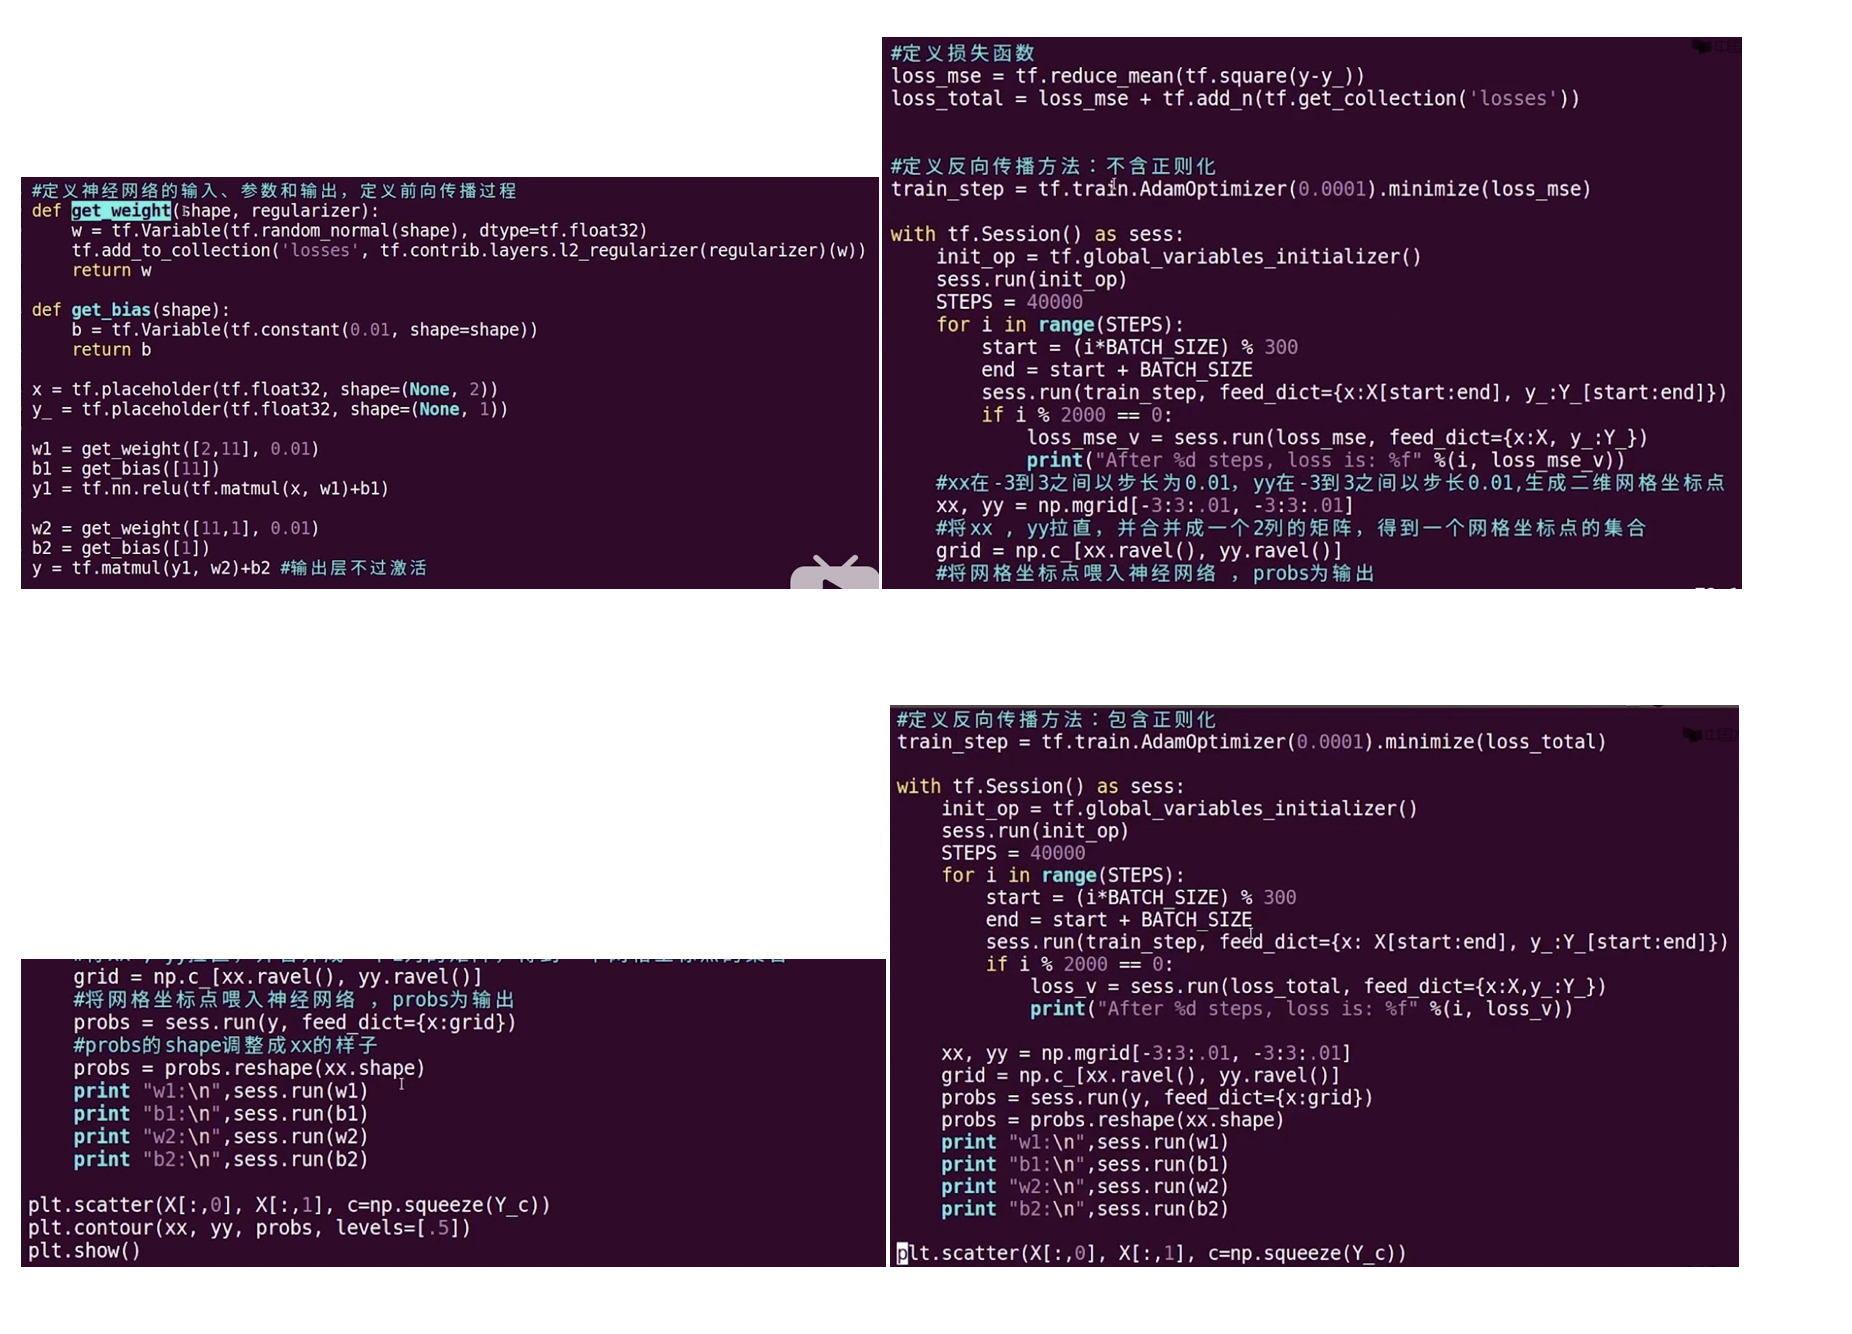 #定义神经网络的输入、参数和输出，定义前向传播过程
def get_weight(shape, regularizer):
    w = tf.Variable(tf.random_normal(shape), dtype=tf.float32)
    tf.add_to_collection('losses', tf.contrib.layers.l2_regularizer(regularizer)(w))
    return w
def get_bias(shape):
    b = tf.Variable(tf.constant(0.01, shape=shape))
    return b
x = tf.placeholder(tf.float32, shape=(None, 2))
y_ = tf.placeholder(tf.float32, shape=(None, 1))
w1 = get_weight([2,11], 0.01)
b1 = get_bias([11])
y1 = tf.nn.relu(tf.matmul(x, w1)+b1)
w2 = get_weight([11,1], 0.01)
b2 = get_bias([1])
y = tf.matmul(y1, w2)+b2 #输出层不过激活
#定义损失函数
loss_mse = tf.reduce_mean(tf.square(y-y_))
loss_total = loss_mse + tf.add_n(tf.get_collection('losses'))
#定义反向传播方法：不含正则化
train_step = tf.train.AdamOptimizer(0.0001).minimize(loss_mse)
with tf.Session() as sess:
    init_op = tf.global_variables_initializer()
    sess.run(init_op)
    STEPS = 40000
    for i in range(STEPS):
        start = (i*BATCH_SIZE) % 300
        end = start + BATCH_SIZE
        sess.run(train_step, feed_dict={x:X[start:end], y_:Y_[start:end]})
        if i % 2000 == 0:
            loss_mse_v = sess.run(loss_mse, feed_dict={x:X, y_:Y_})
            print("After %d steps, loss is: %f" %(i, loss_mse_v))
    #xx在-3到3之间以步长为0.01，yy在-3到3之间以步长0.01,生成二维网格坐标点
    xx, yy = np.mgrid[-3:3:.01, -3:3:.01]
    #将xx , yy拉直，并合并成一个2列的矩阵，得到一个网格坐标点的集合
    grid = np.c_[xx.ravel(), yy.ravel()]
    #将网格坐标点喂入神经网络 ，probs为输出
    grid = np.c_[xx.ravel(), yy.ravel()]
    #将网格坐标点喂入神经网络 ，probs为输出
    probs = sess.run(y, feed_dict={x:grid})
    #probs的shape调整成xx的样子
    probs = probs.reshape(xx.shape)
    print "w1:\n",sess.run(w1)
    print "b1:\n",sess.run(b1)
    print "w2:\n",sess.run(w2)
    print "b2:\n",sess.run(b2)
plt.scatter(X[:,0], X[:,1], c=np.squeeze(Y_c))
plt.contour(xx, yy, probs, levels=[.5])
plt.show()
#定义反向传播方法：包含正则化
train_step = tf.train.AdamOptimizer(0.0001).minimize(loss_total)
with tf.Session() as sess:
    init_op = tf.global_variables_initializer()
    sess.run(init_op)
    STEPS = 40000
    for i in range(STEPS):
        start = (i*BATCH_SIZE) % 300
        end = start + BATCH_SIZE
        sess.run(train_step, feed_dict={x: X[start:end], y_:Y_[start:end]})
        if i % 2000 == 0:
            loss_v = sess.run(loss_total, feed_dict={x:X,y_:Y_})
            print("After %d steps, loss is: %f" %(i, loss_v))
    xx, yy = np.mgrid[-3:3:.01, -3:3:.01]
    grid = np.c_[xx.ravel(), yy.ravel()]
    probs = sess.run(y, feed_dict={x:grid})
    probs = probs.reshape(xx.shape)
    print "w1:\n",sess.run(w1)
    print "b1:\n",sess.run(b1)
    print "w2:\n",sess.run(w2)
    print "b2:\n",sess.run(b2)
plt.scatter(X[:,0], X[:,1], c=np.squeeze(Y_c))